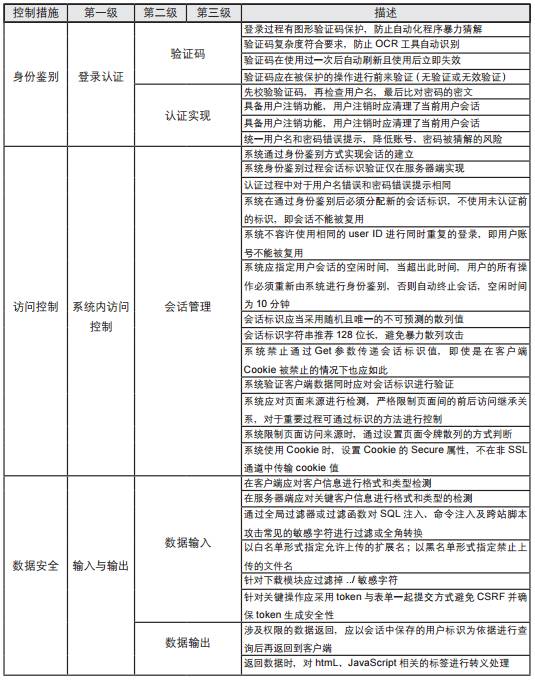 控制措施 第一级 第二级 第三级 描述
身份鉴别 登录认证 验证码 登录过程有图形验证码保护，防止自动化程序暴力猜解
验证码复杂度符合要求，防止 OCR 工具自动识别
验证码在使用过一次后自动刷新且使用后立即失效
验证码应在被保护的操作进行前来验证（无验证或无效验证）
认证实现 先校验验证码，再检查用户名，最后比对密码的密文
具备用户注销功能，用户注销时应清理了当前用户会话
具备用户注销功能，用户注销时应清理了当前用户会话
统一用户名和密码错误提示，降低账号、密码被猜解的风险
访问控制 系统内访问
控制 会话管理 系统通过身份鉴别方式实现会话的建立
系统身份鉴别过程会话标识验证仅在服务器端实现
认证过程中对于用户名错误和密码错误提示相同
系统在通过身份鉴别后必须分配新的会话标识，不使用未认证前
的标识，即会话不能被复用
系统不容许使用相同的 user ID 进行同时重复的登录，即用户账
号不能被复用
系统应指定用户会话的空闲时间，当超出此时间，用户的所有操
作必须重新由系统进行身份鉴别，否则自动终止会话，空闲时间
为 10 分钟
会话标识应当采用随机且唯一的不可预测的散列值
会话标识字符串推荐 128 位长，避免暴力散列攻击
系统禁止通过 Get 参数传递会话标识值，即使是在客户端
Cookie 被禁止的情况下也应如此
系统验证客户端数据同时应对会话标识进行验证
系统应对页面来源进行检测，严格限制页面间的前后访问继承关
系，对于重要过程可通过标识的方法进行控制
系统限制页面访问来源时，通过设置页面令牌散列的方式判断
系统使用 Cookie 时，设置 Cookie 的 Secure 属性，不在非 SSL
通道中传输 cookie 值
数据安全 输入与输出 数据输入 在客户端应对客户信息进行格式和类型检测
在服务器端应对关键客户信息进行格式和类型的检测
通过全局过滤器或过滤函数对 SQL 注入，命令注入及跨站脚本
攻击常见的敏感字符进行过滤或全角转换
以白名单形式指定允许上传的扩展名；以黑名单形式指定禁止上
传的文件名
针对下载模块应过滤掉 ../ 敏感字符
针对关键操作应采用 token 与表单一起提交方式避免 CSRF 并确
保 token 生成安全性
数据输出 涉及权限的数据返回，应以会话中保存的用户标识为依据进行查
询后再返回到客户端
返回数据时，对 htmL、JavaScript 相关的标签进行转义处理